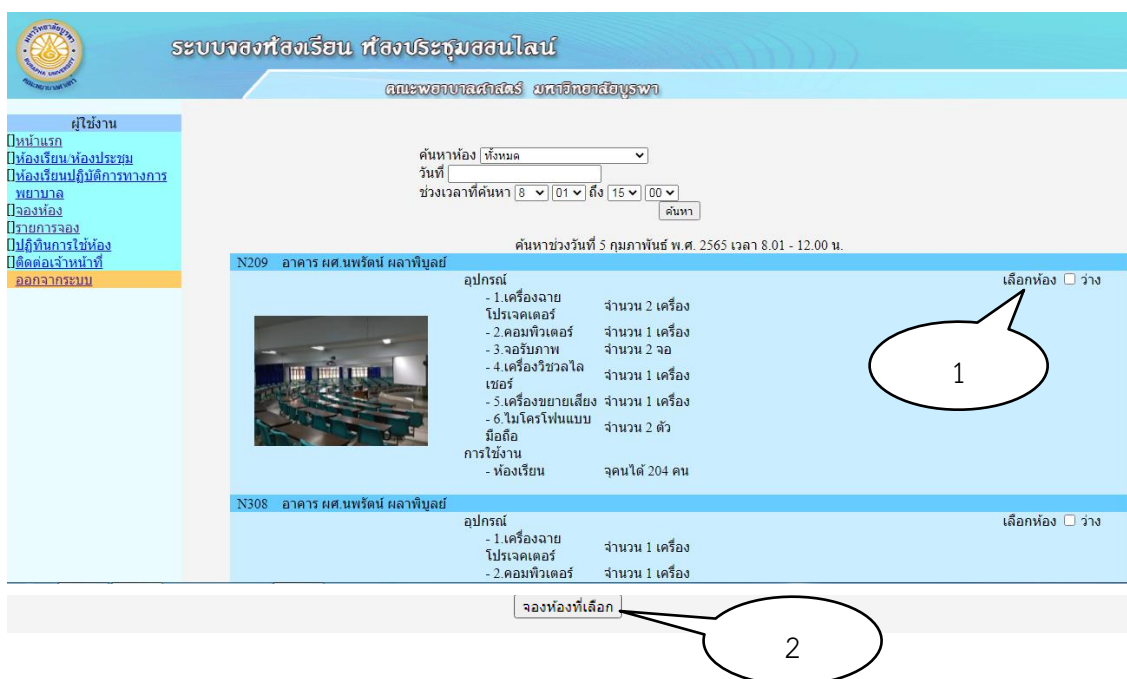 ระบบจองห้องเรียน ห้องประชุมออนไลน์
คณะพยาบาลศาสตร์ มหาวิทยาลัยบูรพา
BURAPHA UNIVERSITY
ผู้ใช้งาน
หน้าแรก
ห้องเรียน/ห้องประชุม
ห้องเรียนปฏิบัติการทางการ
พยาบาล
จองห้อง
รายการจอง
ปฏิทินการใช้ห้อง
ติดต่อเจ้าหน้าที่
ออกจากระบบ
ค้นหาห้อง ทั้งหมด
วันที่
ช่วงเวลาที่ค้นหา 8 01 ถึง 15 00
ค้นหา
ค้นหาช่วงวันที่ 5 กุมภาพันธ์ พ.ศ. 2565 เวลา 8.01 - 12.00 น.
N209 อาคาร ผศ.นพรัตน์ ผลาพิบูลย์
อุปกรณ์ เลือกห้อง ว่าง
- 1.เครื่องฉาย
โปรเจคเตอร์ จำนวน 2 เครื่อง
- 2.คอมพิวเตอร์ จำนวน 1 เครื่อง
- 3.จอรับภาพ จำนวน 2 จอ
- 4.เครื่องวิชวลไล
เซอร์ จำนวน 1 เครื่อง
- 5.เครื่องขยายเสียง จำนวน 1 เครื่อง
- 6.ไมโครโฟนแบบ
มือถือ จำนวน 2 ตัว
การใช้งาน
- ห้องเรียน จุคนได้ 204 คน
1
N308 อาคาร ผศ.นพรัตน์ ผลาพิบูลย์
อุปกรณ์ เลือกห้อง ว่าง
- 1.เครื่องฉาย
โปรเจคเตอร์ จำนวน 1 เครื่อง
- 2.คอมพิวเตอร์ จำนวน 1 เครื่อง
จองห้องที่เลือก
2